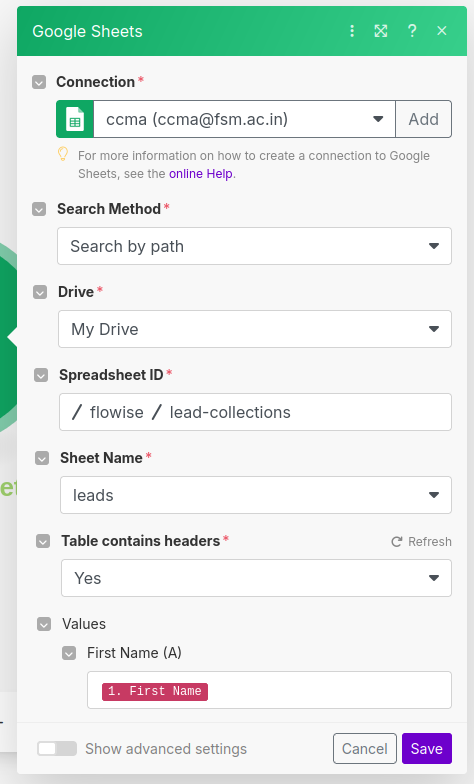 Google Sheets
Connection *
ccma (ccma@fsm.ac.in) Add
For more information on how to create a connection to Google
Sheets, see the online Help.
Search Method *
Search by path
Drive *
My Drive
Spreadsheet ID *
/ flowise / lead-collections
Sheet Name *
leads
Table contains headers * Refresh
Yes
Values
First Name (A)
1. First Name
Show advanced settings Cancel Save